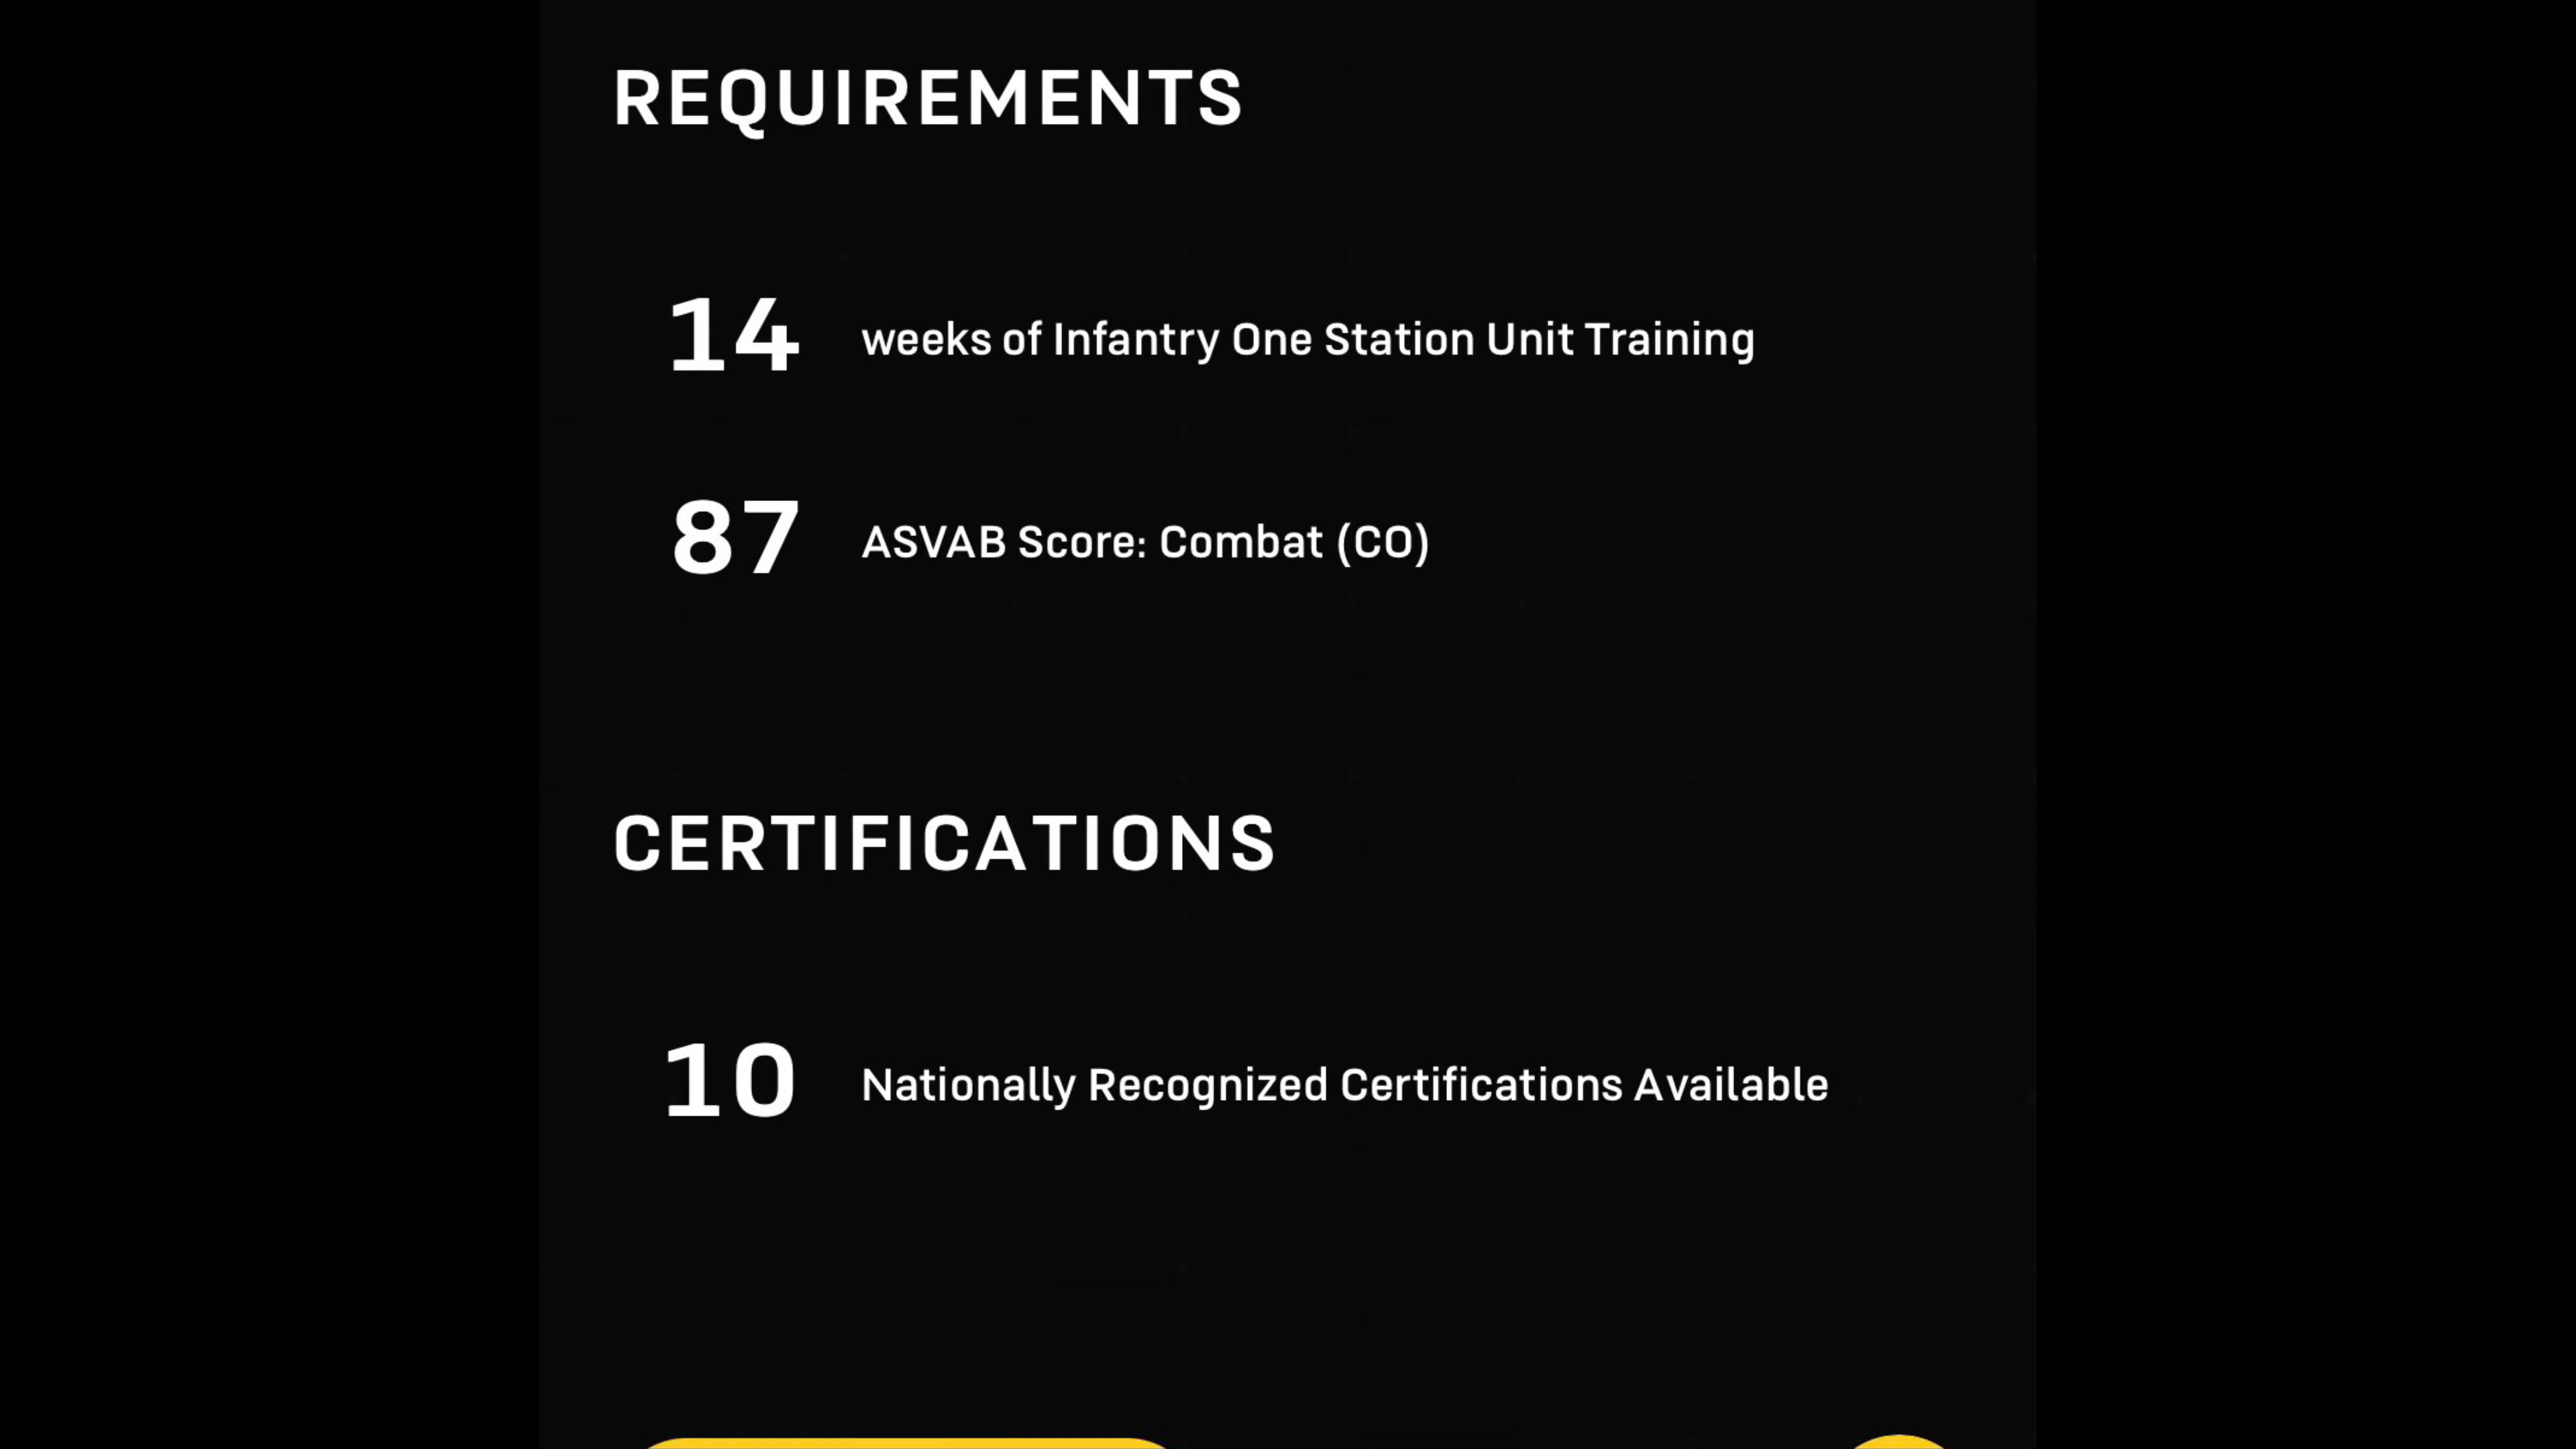 REQUIREMENTS
14 weeks of Infantry One Station Unit Training
87 ASVAB Score: Combat (CO)
CERTIFICATIONS
10 Nationally Recognized Certifications Available